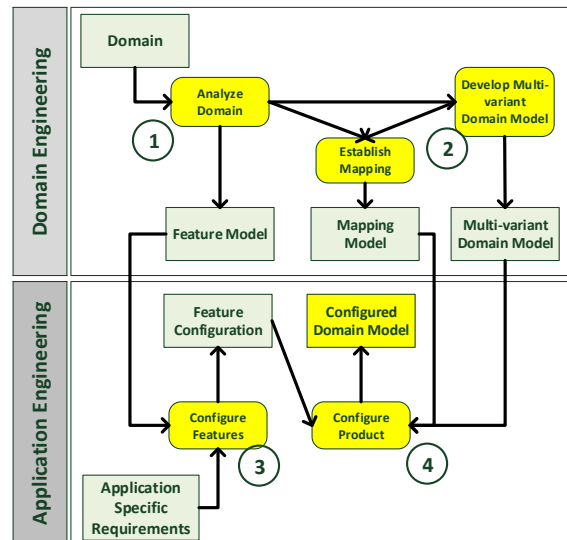 Domain Engineering
Domain
Analyze
Domain
1
Develop Multi-
variant
Domain Model
2
Establish
Mapping
Feature Model
Mapping
Model
Multi-variant
Domain Model
Application Engineering
Feature
Configuration
Configured
Domain Model
Configure
Features
3
Configure
Product
4
Application
Specific
Requirements